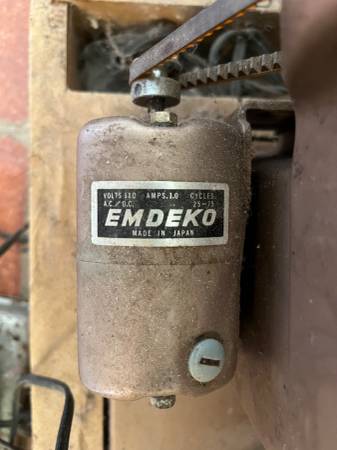 VOLTS 110 AMPS. 1.0 CYCLES.
A.C./D.C. 25-75
EMDEKO
MADE IN JAPAN